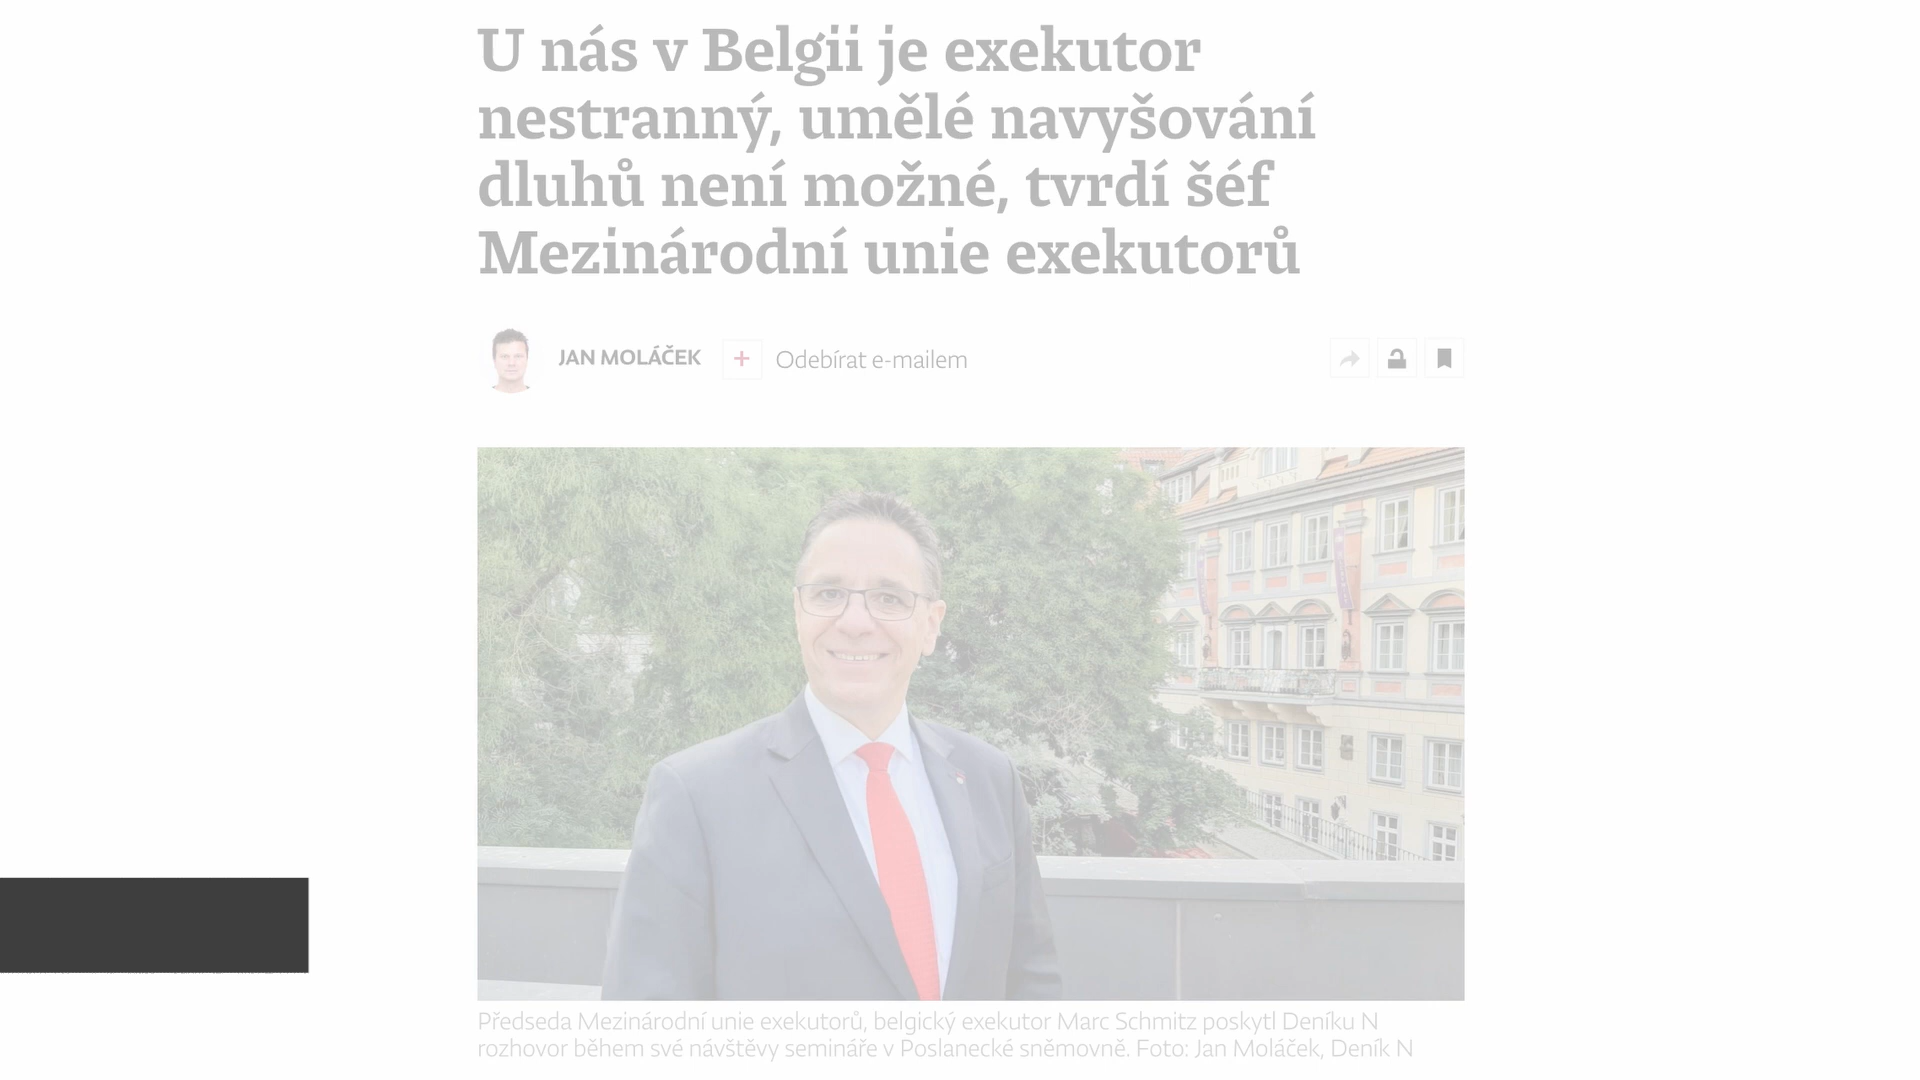 U nás v Belgii je exekutor
nestranný, umělé navyšování
dluhů není možné, tvrdí šéf
Mezinárodní unie exekutorů
JAN MOLÁČEK + Odebírat e-mailem
Předseda Mezinárodní unie exekutorů, belgický exekutor Marc Schmitz poskytl Deníku N
rozhovor během své návštěvy semináře v Poslanecké sněmovně. Foto: Jan Moláček, Deník N